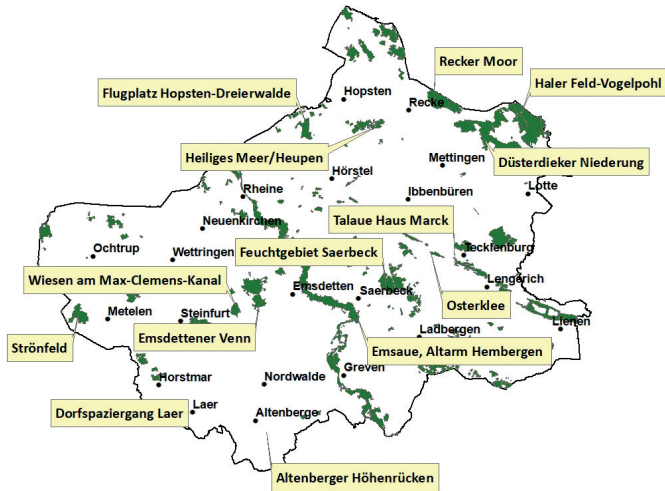 Recker Moor
Haler Feld-Vogelpohl
Flugplatz Hopsten-Dreierwalde
Hopsten
Recke
Heiliges Meer/Heupen
Düsterdieker Niederung
Mettingen
Hörstel
Lotte
Rheine
Ibbenbüren
Talaue Haus Marck
Neuenkirchen
Ochtrup
Wettringen
Feuchtgebiet Saerbeck
Tecklenburg
Wiesen am Max-Clemens-Kanal
Lengerich
Emsdetten
Saerbeck
Osterklee
Metelen
Steinfurt
Lienen
Strönfeld
Emsdettener Venn
Ladbergen
Emsaue, Altarm Hembergen
Greven
Horstmar
Nordwalde
Dorfspaziergang Laer
Laer
Altenberge
Altenberger Höhenrücken